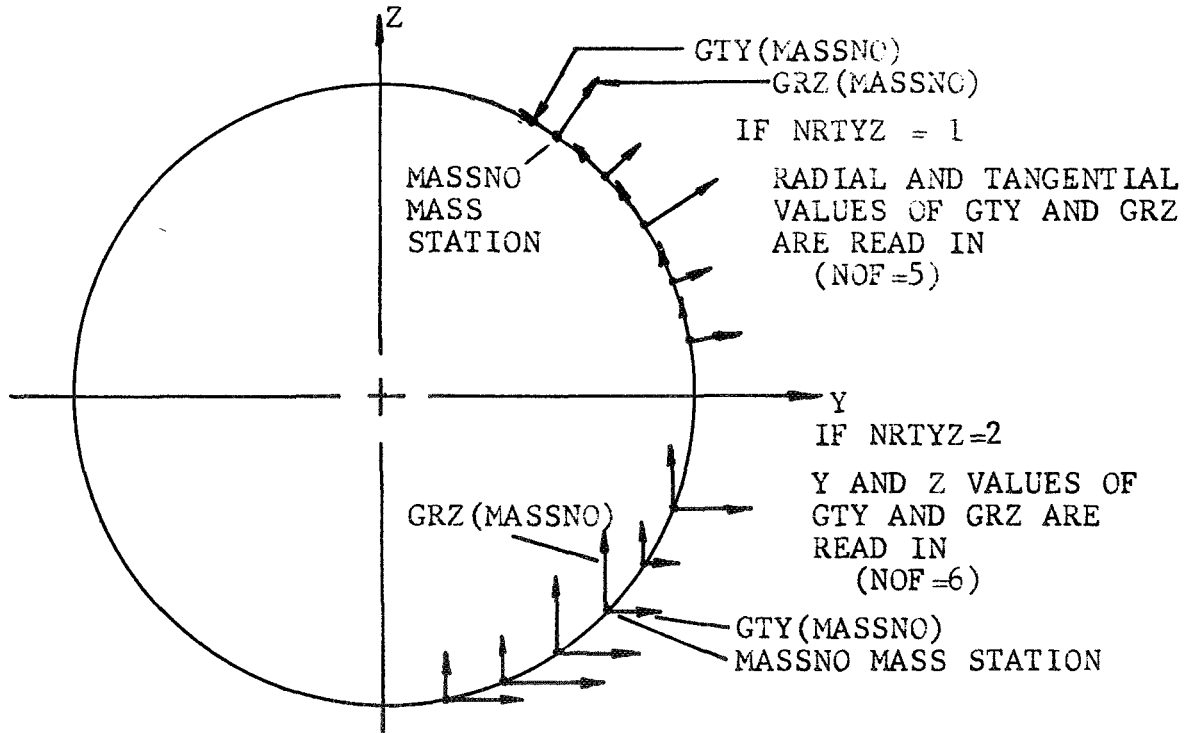 Z
GTY(MASSNO)
GRZ(MASSNO)
IF NRTYZ = 1
MASSNO
MASS
STATION
RADIAL AND TANGENTIAL
VALUES OF GTY AND GRZ
ARE READ IN
(NOF=5)
Y
IF NRTYZ=2
Y AND Z VALUES OF
GTY AND GRZ ARE
READ IN
(NOF=6)
GRZ(MASSNO)
GTY(MASSNO)
MASSNO MASS STATION